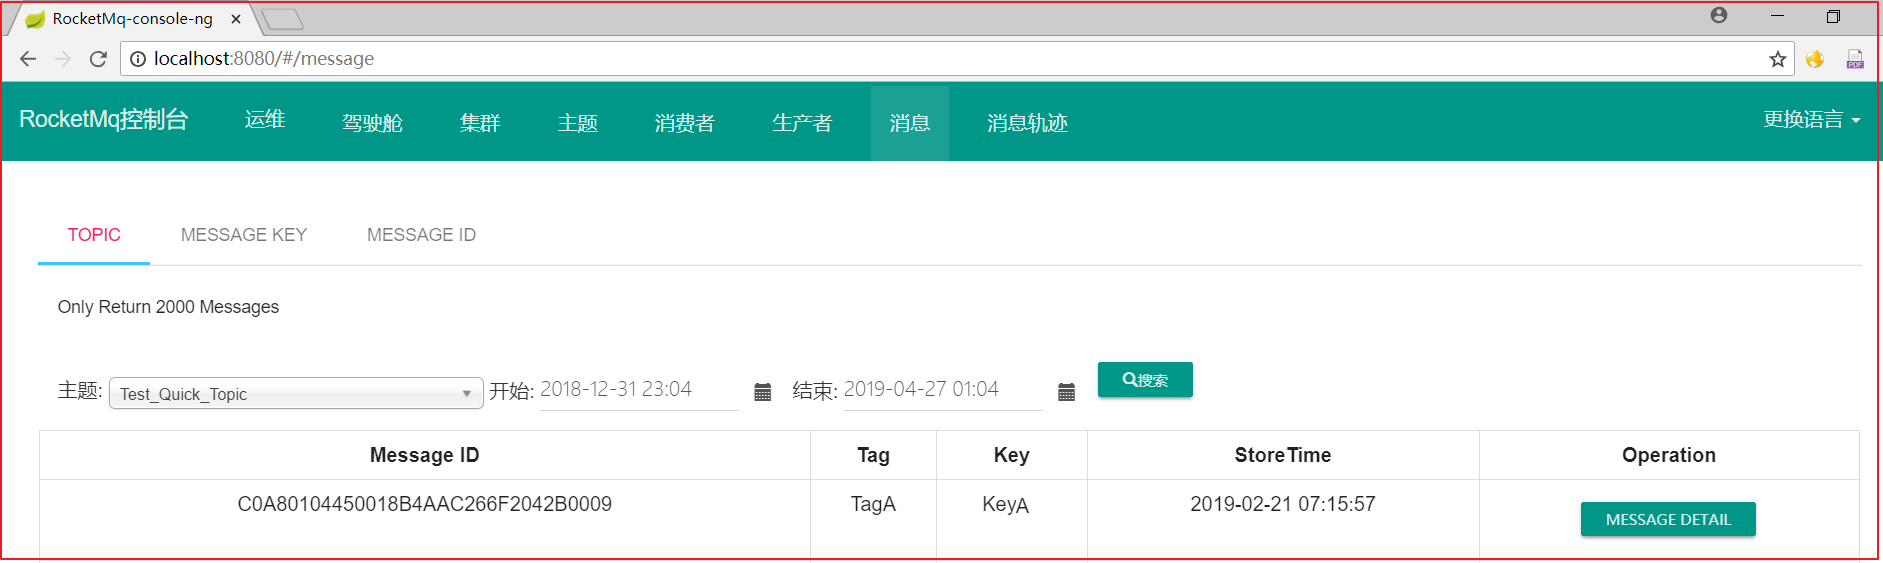 RocketMq-console-ng
localhost:8080/#/message
RocketMq控制台 运维 驾驶舱 集群 主题 消费者 生产者 消息 消息轨迹 更换语言
TOPIC MESSAGE KEY MESSAGE ID
Only Return 2000 Messages
主题: Test_Quick_Topic 开始: 2018-12-31 23:04 结束: 2019-04-27 01:04 搜索
Message ID Tag Key StoreTime Operation
C0A80104450018B4AAC266F2042B0009 TagA KeyA 2019-02-21 07:15:57 MESSAGE DETAIL
PDF